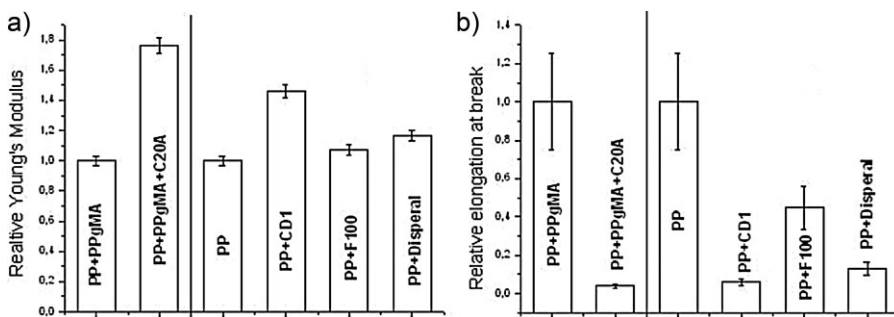 a)
Realtive Young's Modulus
1,8
1,6
1,4
1,2
1,0
0,8
0,6
0,4
0,2
0,0
PP+PPgMA
PP+PPgMA+C20A
PP
PP+CD1
PP+F100
PP+Disperal
b)
Relative elongation at break
1,4
1,2
1,0
0,8
0,6
0,4
0,2
0,0
PP+PPgMA
PP+PPgMA+C20A
PP
PP+CD1
PP+F100
PP+Disperal